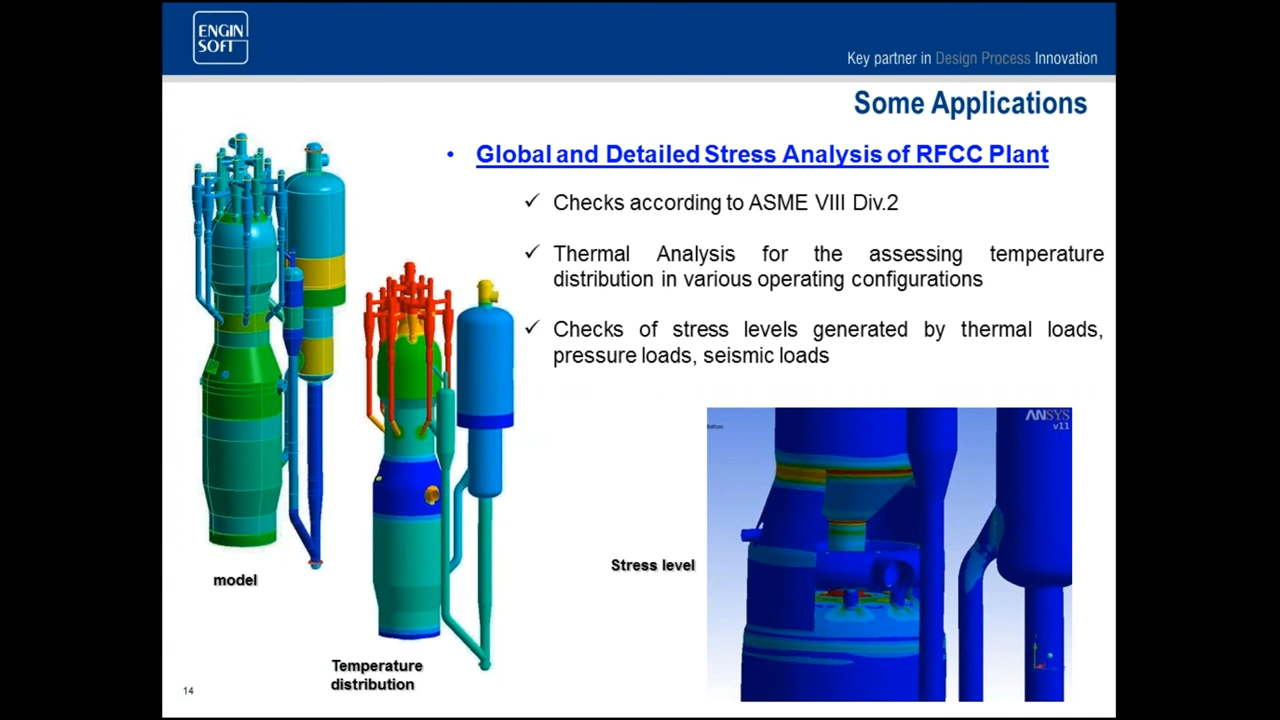 ENGIN
SOFT
Key partner in Design Process Innovation
Some Applications
• Global and Detailed Stress Analysis of RFCC Plant
✓ Checks according to ASME VIII Div.2
✓ Thermal Analysis for the assessing temperature
distribution in various operating configurations
✓ Checks of stress levels generated by thermal loads,
pressure loads, seismic loads
ANSYS
v11
Stress level
model
Temperature
distribution
14